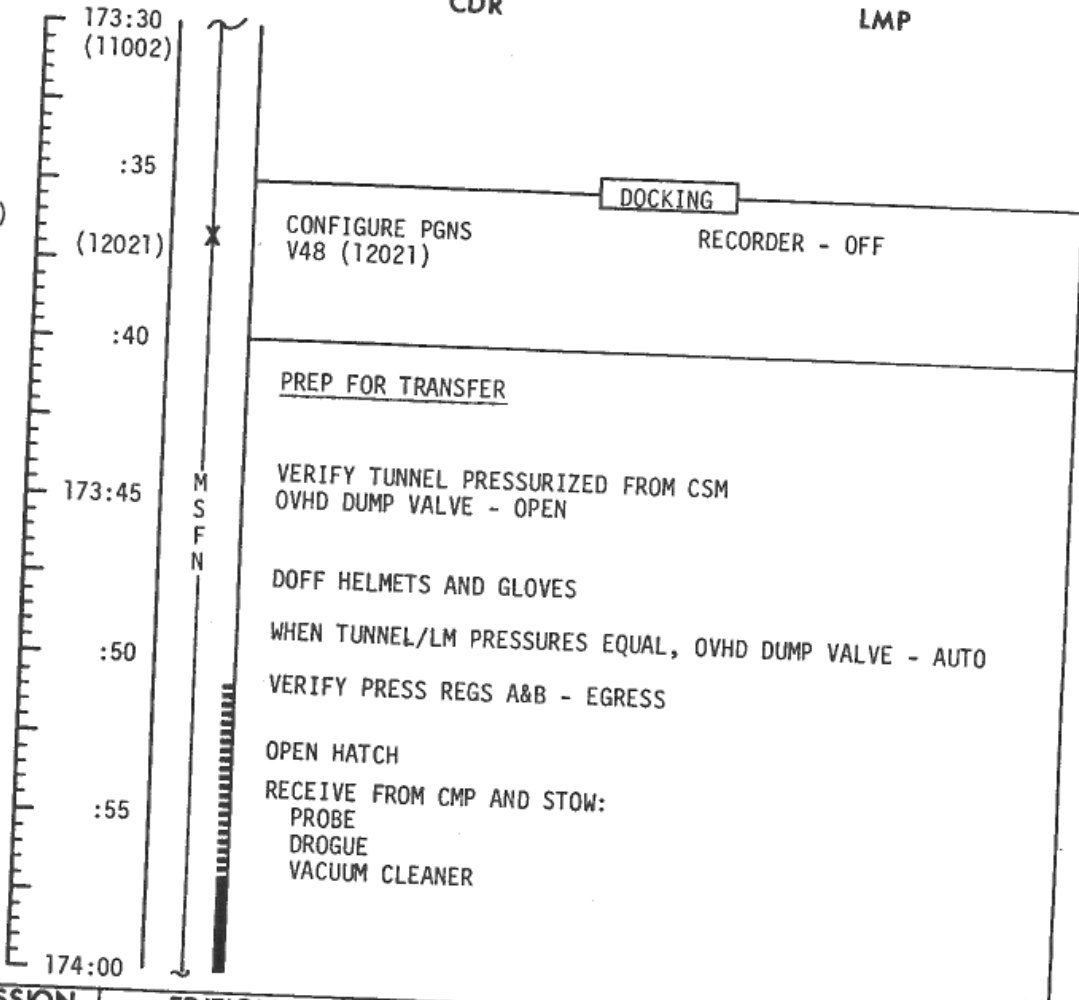 CDR LMP
173:30
(11002)
:35
DOCKING
)
(12021) X CONFIGURE PGNS RECORDER - OFF
V48 (12021)
:40
PREP FOR TRANSFER
173:45 MSFN VERIFY TUNNEL PRESSURIZED FROM CSM
OVHD DUMP VALVE - OPEN
DOFF HELMETS AND GLOVES
:50 WHEN TUNNEL/LM PRESSURES EQUAL, OVHD DUMP VALVE - AUTO
VERIFY PRESS REGS A&B - EGRESS
OPEN HATCH
:55 RECEIVE FROM CMP AND STOW:
PROBE
DROGUE
VACUUM CLEANER
174:00